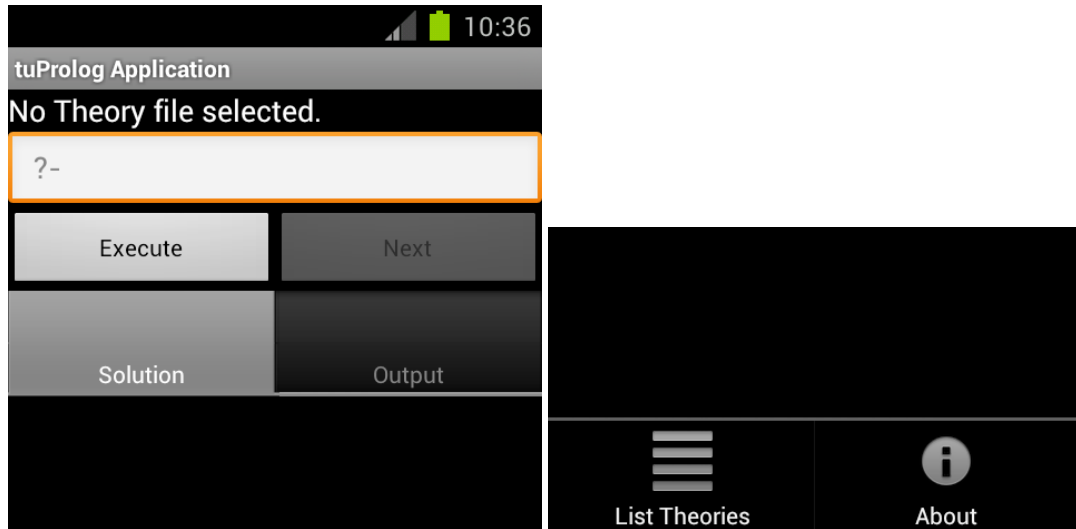 10:36
tuProlog Application
No Theory file selected.
?-
Execute
Next
Solution
Output
List Theories
About